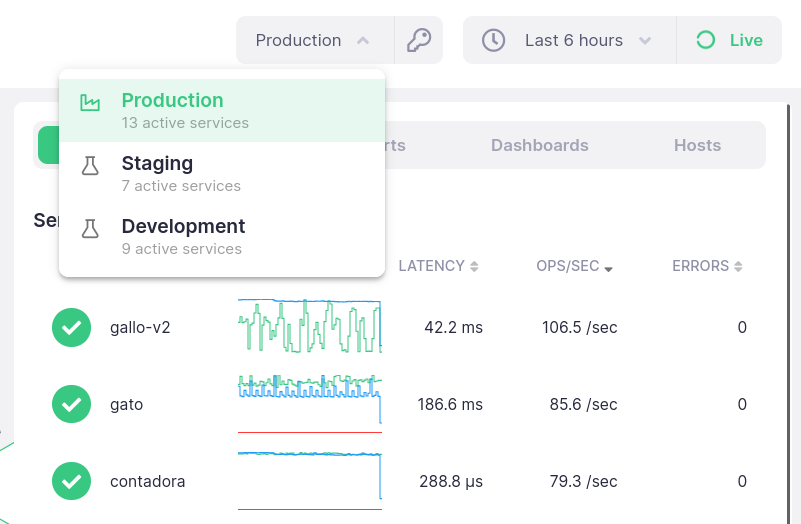 Production
Last 6 hours
Live
Production
13 active services
Staging
7 active services
Development
9 active services
Dashboards
Hosts
LATENCY
OPS/SEC
ERRORS
gallo-v2
42.2 ms
106.5 /sec
0
gato
186.6 ms
85.6 /sec
0
contadora
288.8 µs
79.3 /sec
0